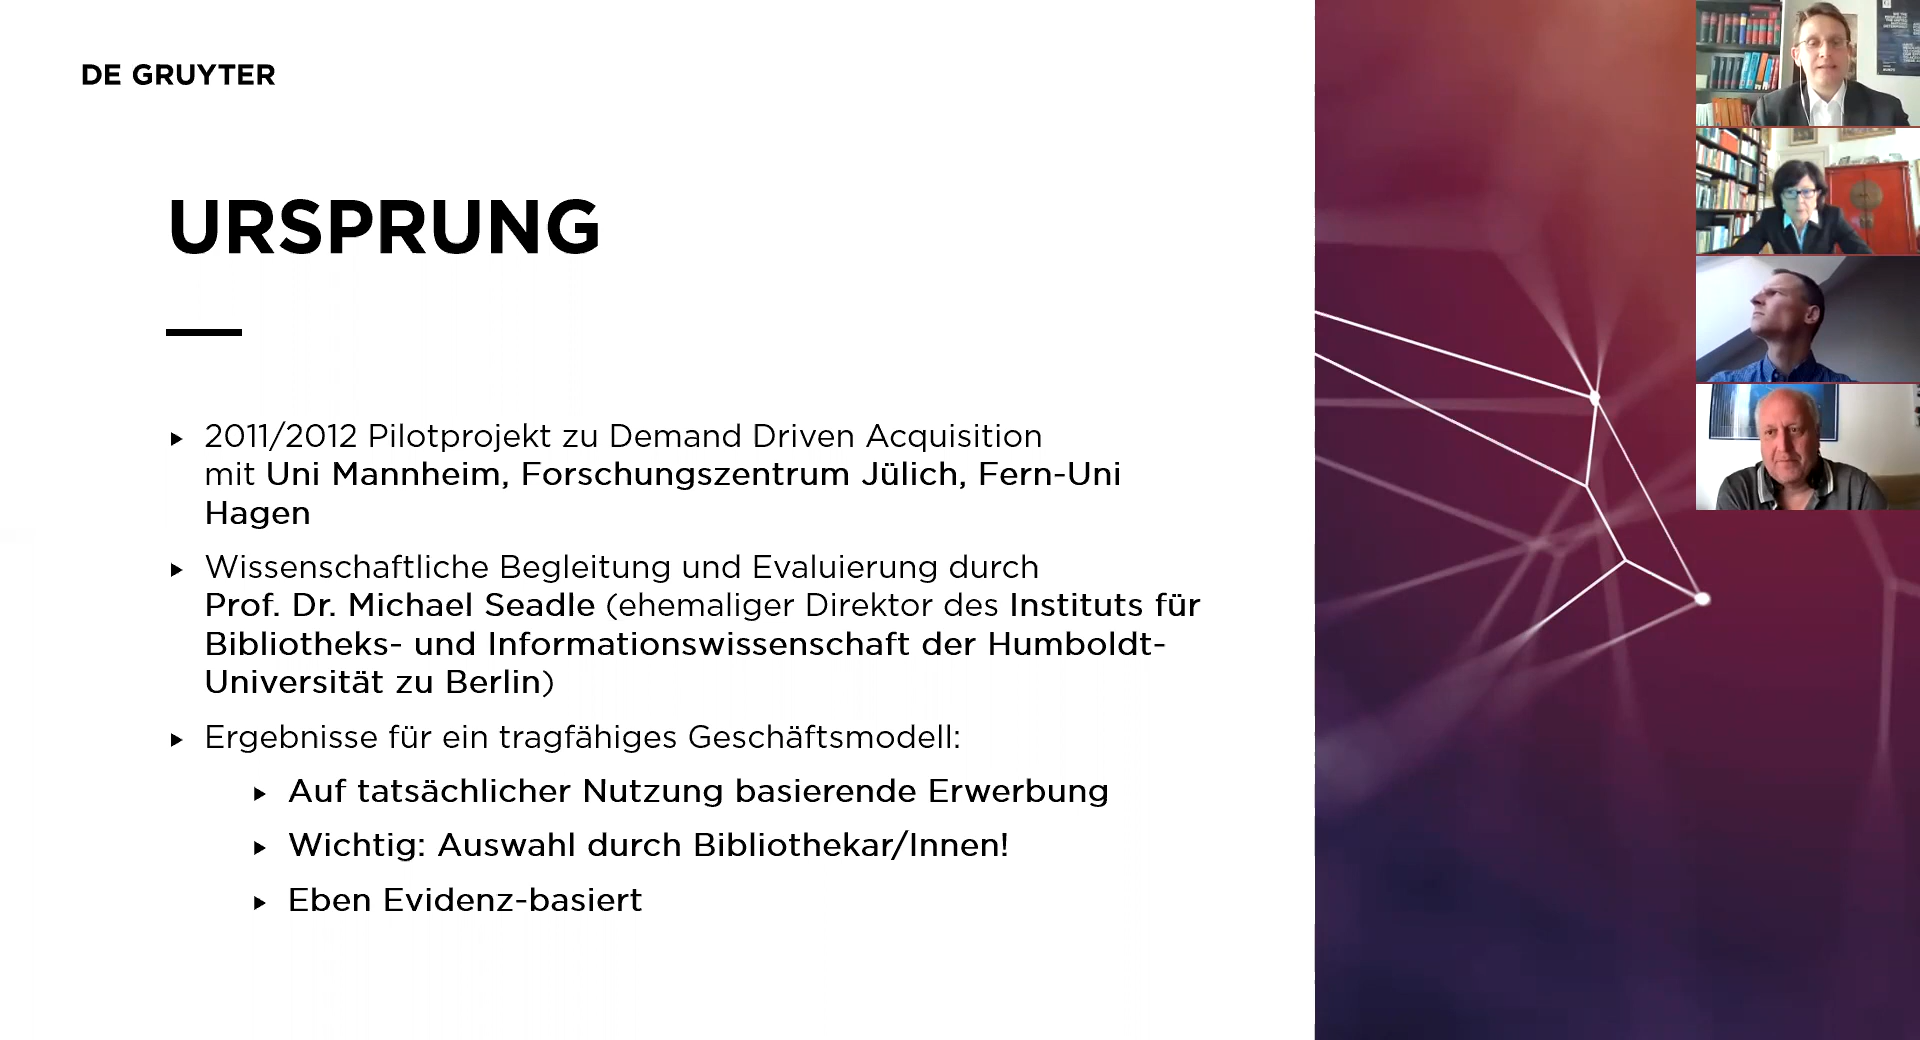 DE GRUYTER
URSPRUNG
2011/2012 Pilotprojekt zu Demand Driven Acquisition
mit Uni Mannheim, Forschungszentrum Jülich, Fern-Uni
Hagen
Wissenschaftliche Begleitung und Evaluierung durch
Prof. Dr. Michael Seadle (ehemaliger Direktor des Instituts für
Bibliotheks- und Informationswissenschaft der Humboldt-
Universität zu Berlin)
Ergebnisse für ein tragfähiges Geschäftsmodell:
Auf tatsächlicher Nutzung basierende Erwerbung
Wichtig: Auswahl durch Bibliothekar/Innen!
Eben Evidenz-basiert